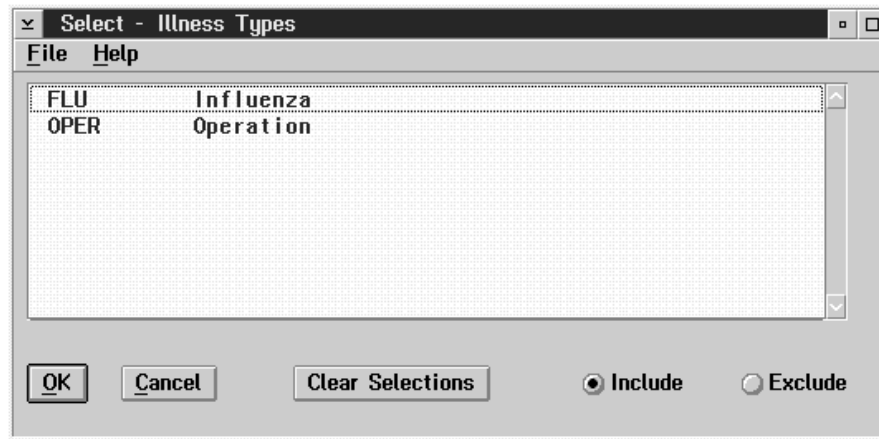 Select - Illness Types
File Help
FLU Influenza
OPER Operation
OK Cancel Clear Selections Include Exclude